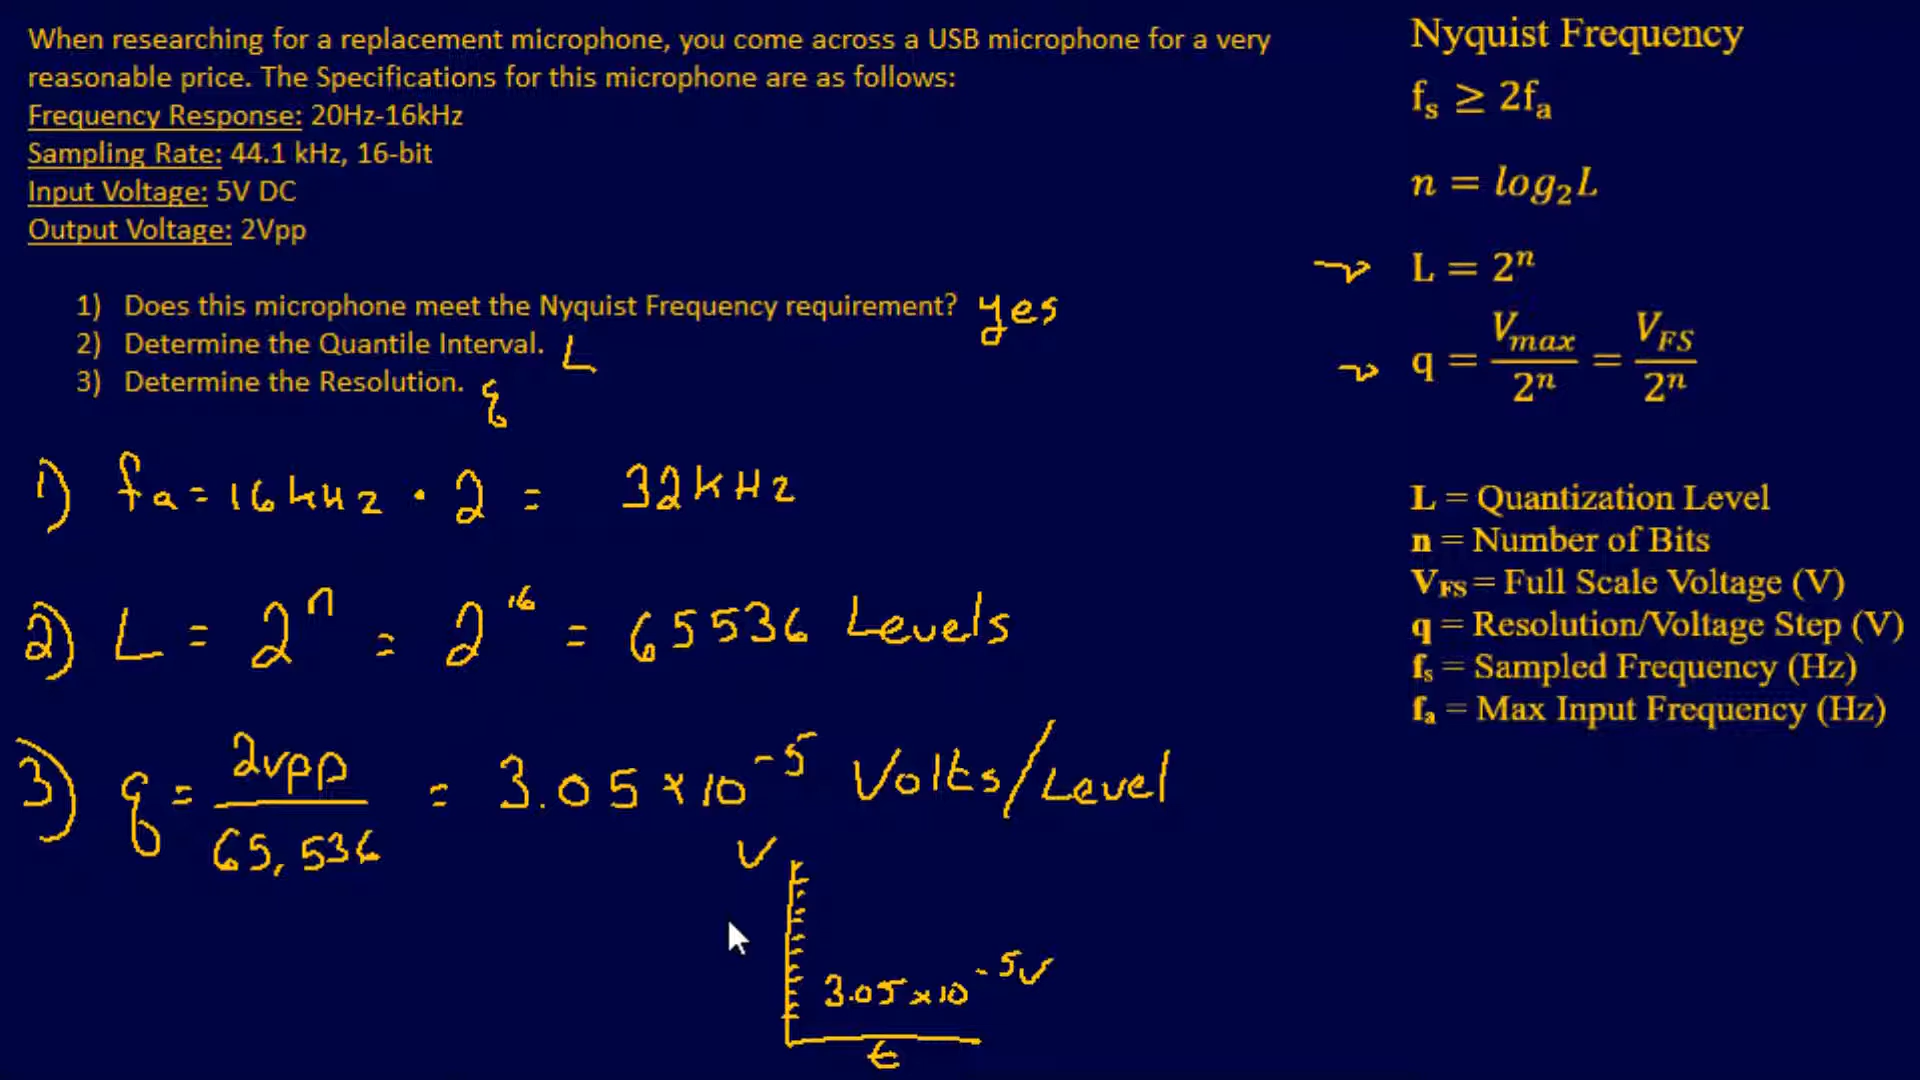 When researching for a replacement microphone, you come across a USB microphone for a very
reasonable price. The Specifications for this microphone are as follows:
Frequency Response: 20Hz-16kHz
Sampling Rate: 44.1 kHz, 16-bit
Input Voltage: 5V DC
Output Voltage: 2Vpp
1) Does this microphone meet the Nyquist Frequency requirement? yes
2) Determine the Quantile Interval. L
3) Determine the Resolution. q
1) fa = 16kHz · 2 = 32kHz
2) L = 2^n = 2^16 = 65536 Levels
3) q = 2vpp / 65,536 = 3.05 × 10^-5 Volts/Level
V
3.05 × 10^-5 V
t
Nyquist Frequency
fs ≥ 2fa
n = log₂L
→ L = 2^n
→ q = Vmax / 2^n = VFS / 2^n
L = Quantization Level
n = Number of Bits
VFS = Full Scale Voltage (V)
q = Resolution/Voltage Step (V)
fs = Sampled Frequency (Hz)
fa = Max Input Frequency (Hz)